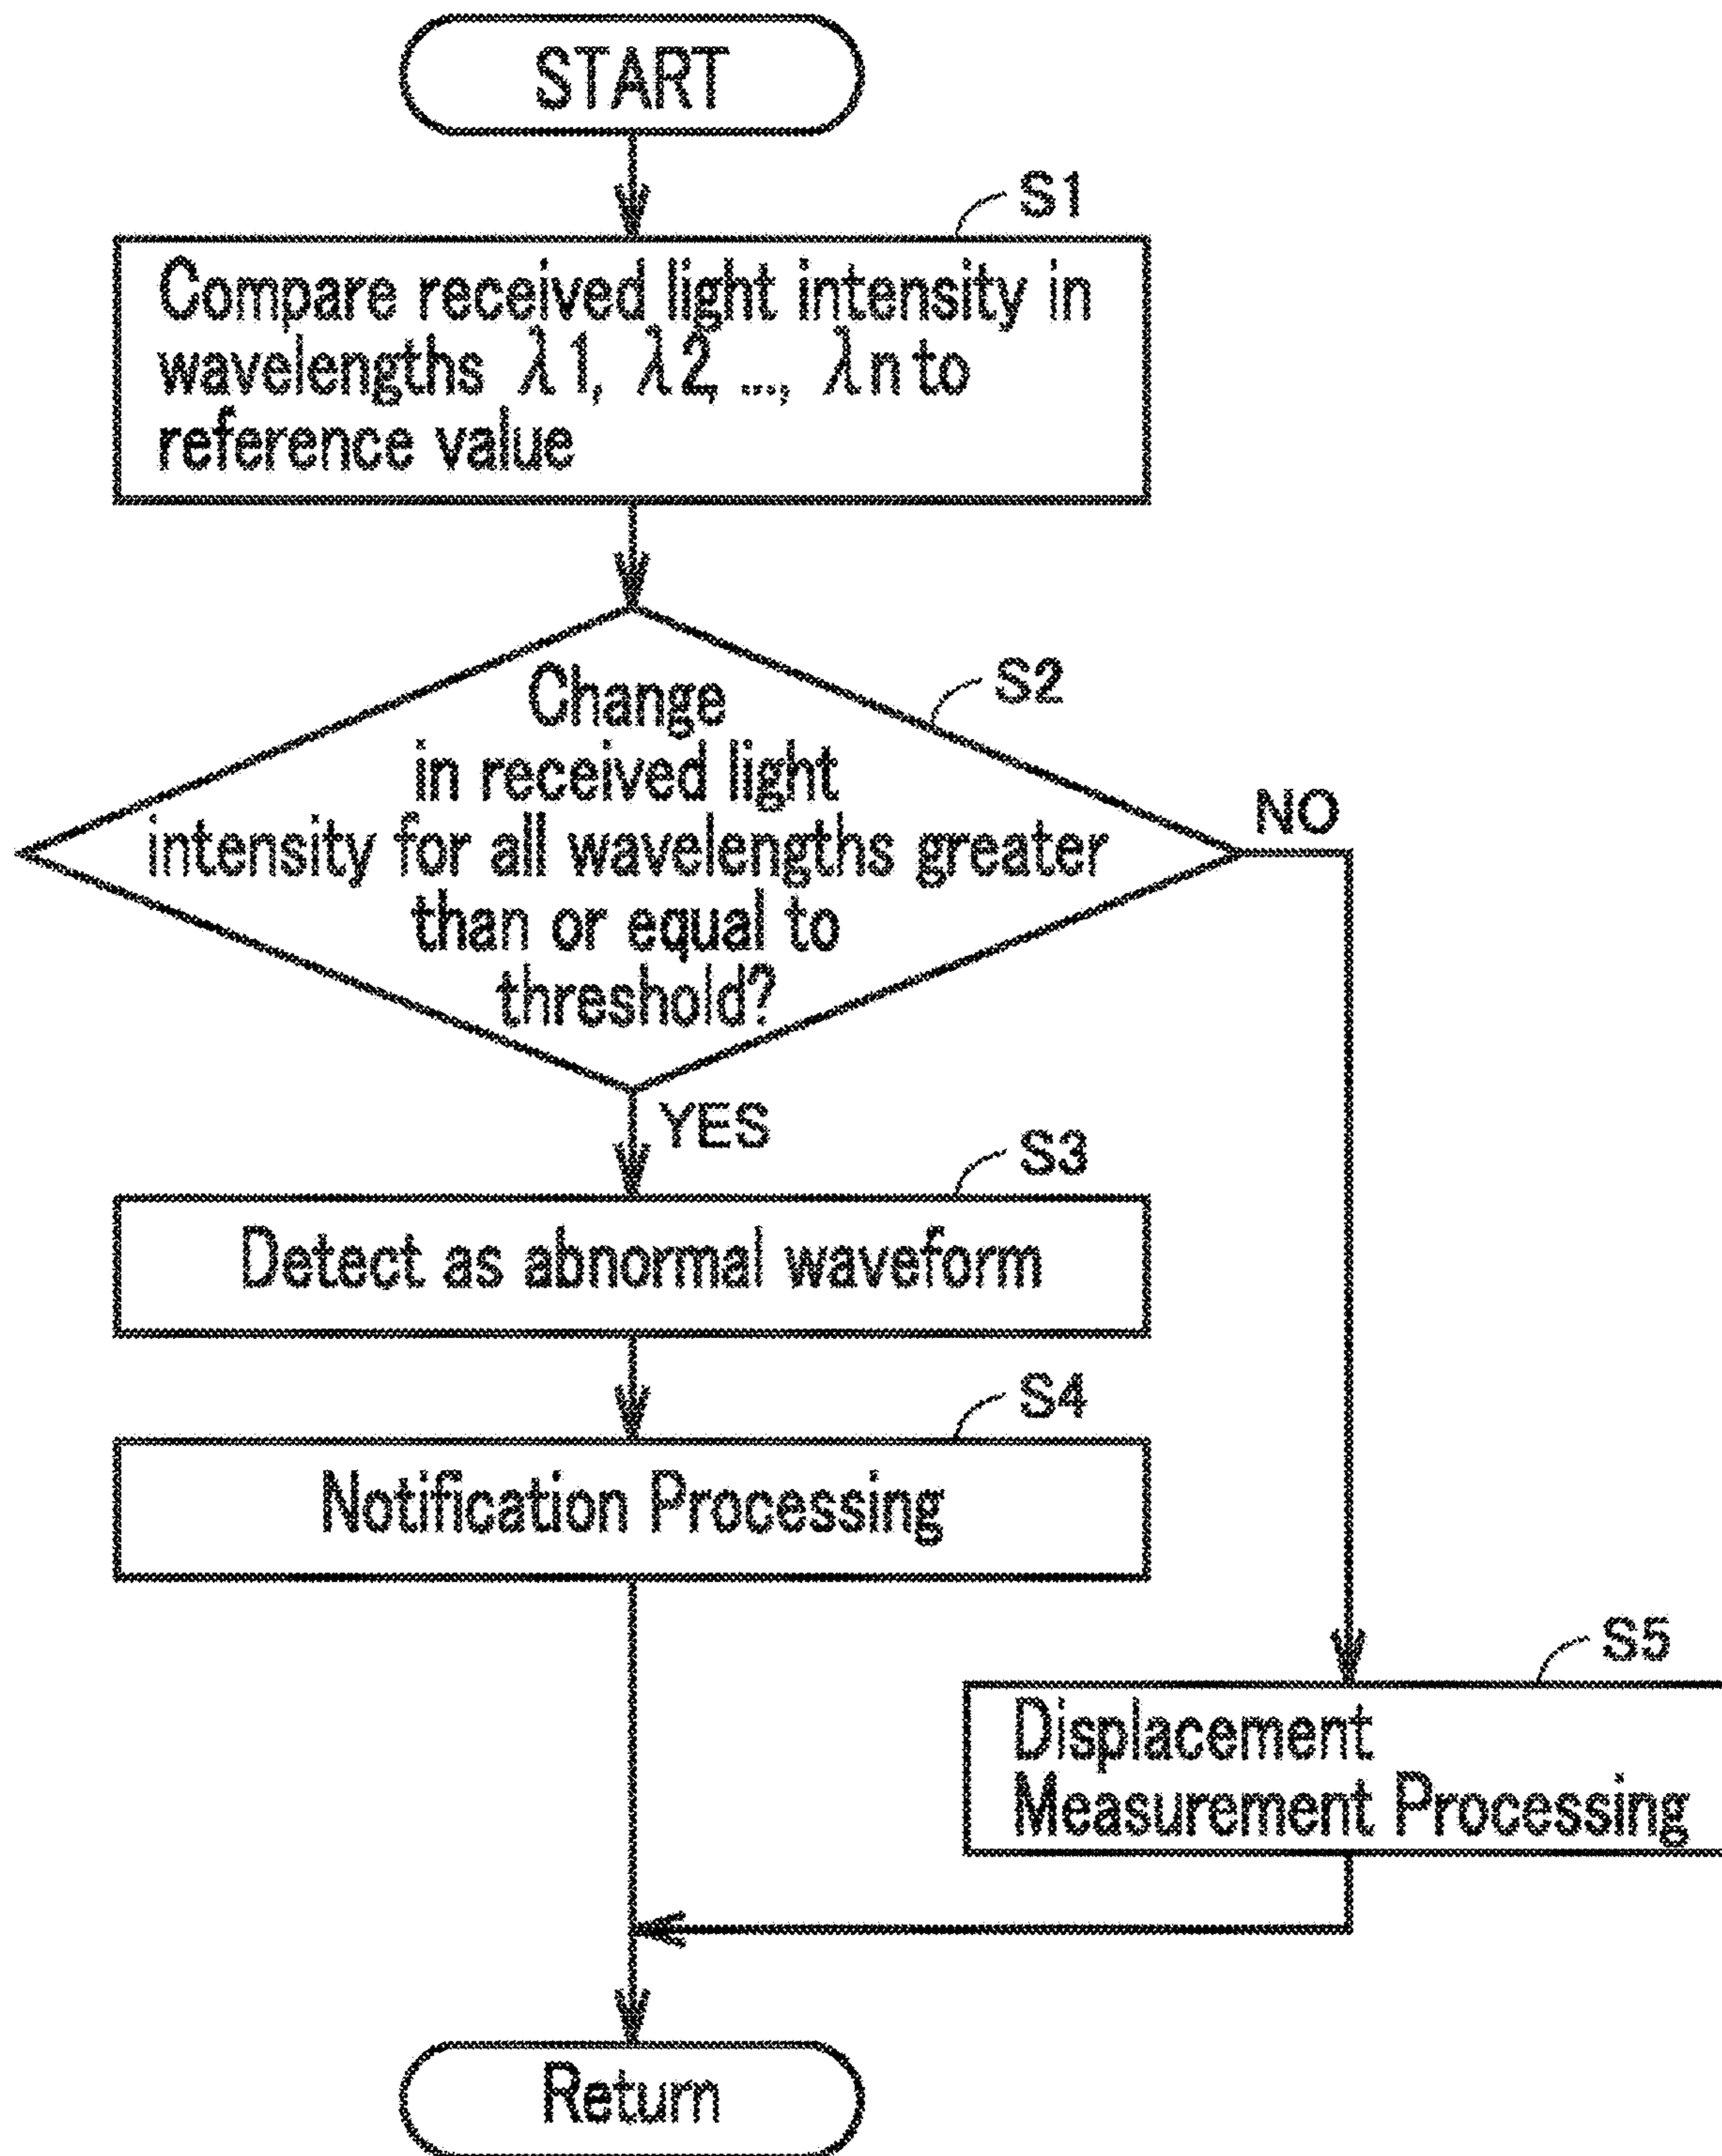 START
S1
Compare received light intensity in
wavelengths λ1, λ2, ..., λn to
reference value
S2
Change
in received light
intensity for all wavelengths greater
than or equal to
threshold?
NO
YES
S3
Detect as abnormal waveform
S4
Notification Processing
S5
Displacement
Measurement Processing
Return